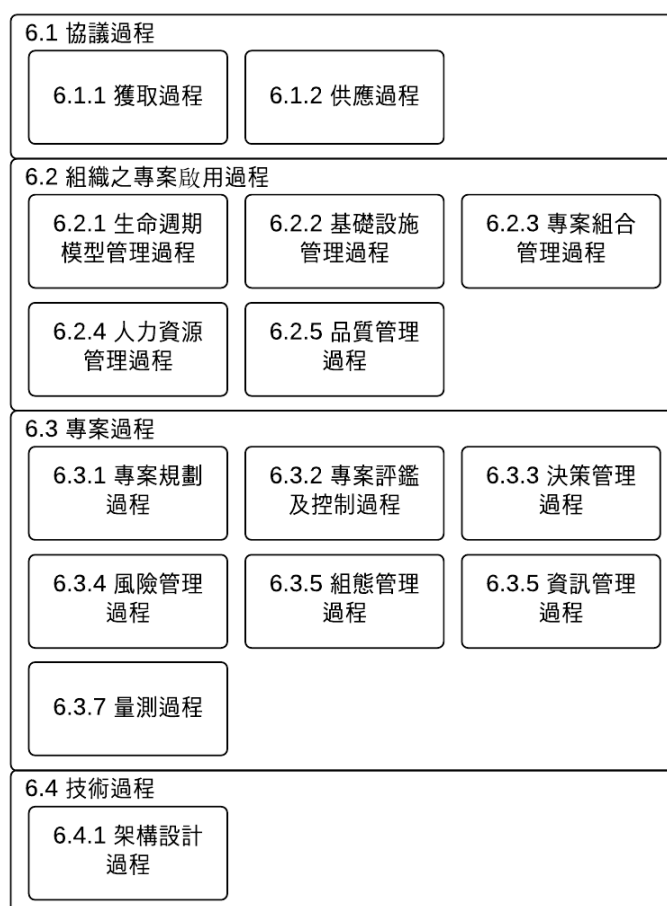 6.1 協議過程
6.1.1 獲取過程
6.1.2 供應過程
6.2 組織之專案啟用過程
6.2.1 生命週期
模型管理過程
6.2.2 基礎設施
管理過程
6.2.3 專案組合
管理過程
6.2.4 人力資源
管理過程
6.2.5 品質管理
過程
6.3 專案過程
6.3.1 專案規劃
過程
6.3.2 專案評鑑
及控制過程
6.3.3 決策管理
過程
6.3.4 風險管理
過程
6.3.5 組態管理
過程
6.3.5 資訊管理
過程
6.3.7 量測過程
6.4 技術過程
6.4.1 架構設計
過程